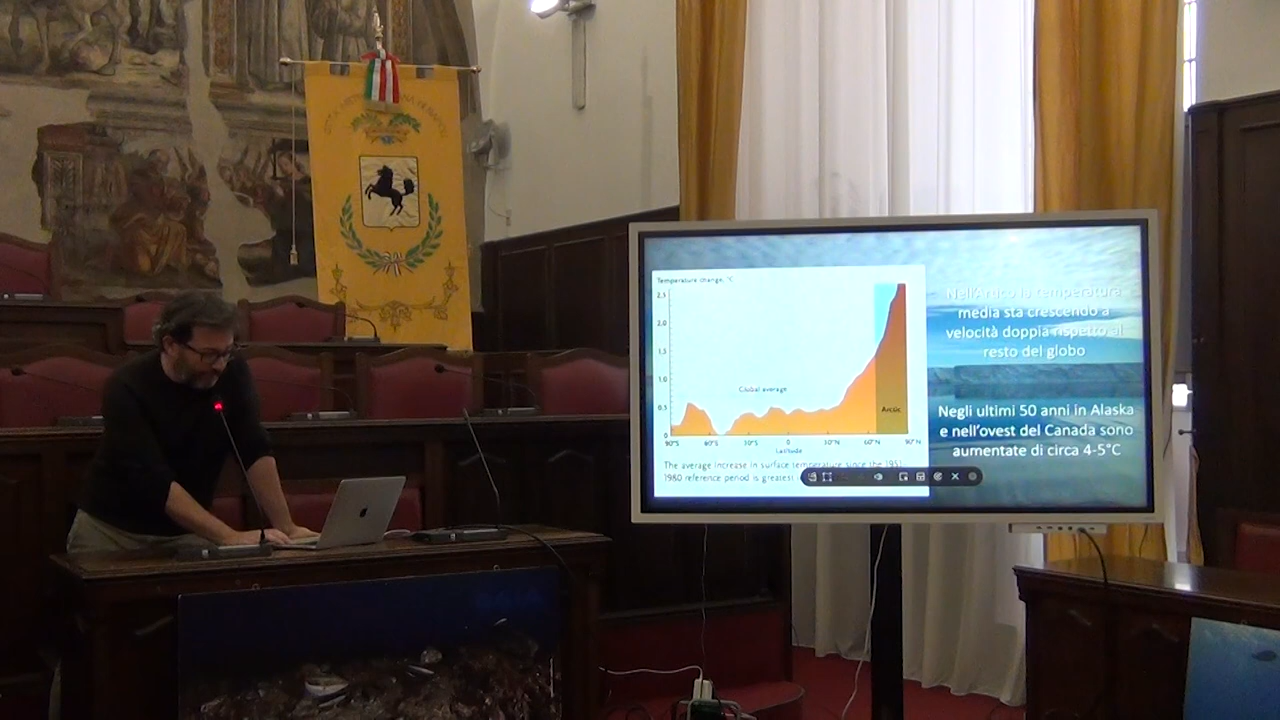 Temperature change, °C
2,5
2,0
1,5
1,0
0,5
0
Global average
Arctic
90°S 60°S 30°S 0 30°N 60°N 90°N
Latitude
The average increase in surface temperature since the 1951
1980 reference period is greatest
Nell'Artico la temperatura
media sta crescendo a
velocità doppia rispetto al
resto del globo
Negli ultimi 50 anni in Alaska
e nell'ovest del Canada sono
aumentate di circa 4-5°C